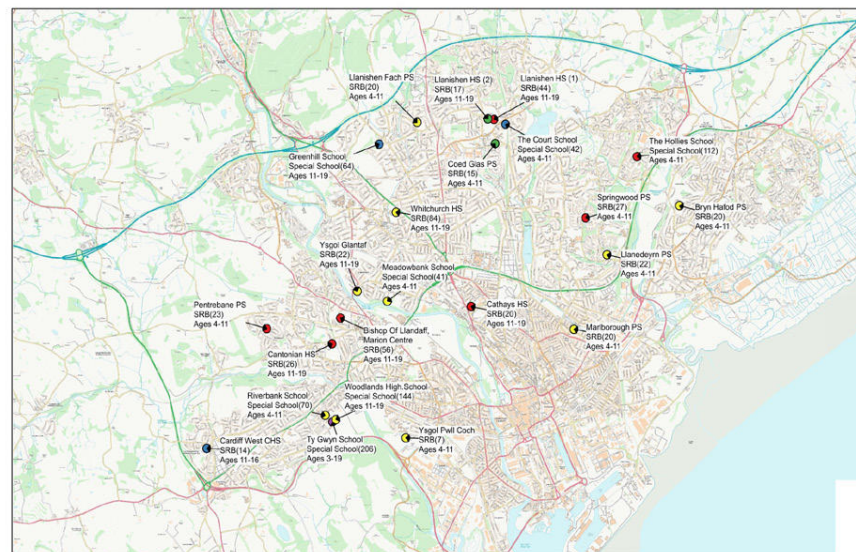 Llanishen Fach PS
SRB(20)
Ages 4-11
Llanishen HS (2)
SRB(17)
Ages 11-19
Llanishen HS (1)
SRB(44)
Ages 11-19
The Court School
Special School(42)
Ages 4-11
The Hollies School
Special School(112)
Ages 4-11
Greenhill School
Special School(64)
Ages 11-19
Coed Glas PS
SRB(15)
Ages 4-11
Whitchurch HS
SRB(84)
Ages 11-19
Springwood PS
SRB(27)
Ages 4-11
Bryn Hafod PS
SRB(20)
Ages 4-11
Ysgol Glantaf
SRB(22)
Ages 11-19
Meadowbank School
Special School(41)
Ages 4-11
Llanedeyrn PS
SRB(22)
Ages 4-11
Pentrebane PS
SRB(23)
Ages 4-11
Bishop Of Llandaff,
Marion Centre
SRB(56)
Ages 11-19
Cathays HS
SRB(20)
Ages 11-19
Marlborough PS
SRB(20)
Ages 4-11
Cantonian HS
SRB(26)
Ages 11-19
Riverbank School
Special School(70)
Ages 4-11
Woodlands High School
Special School(144)
Ages 11-19
Cardiff West CHS
SRB(14)
Ages 11-16
Ty Gwyn School
Special School(206)
Ages 3-19
Ysgol Pwll Coch
SRB(7)
Ages 4-11